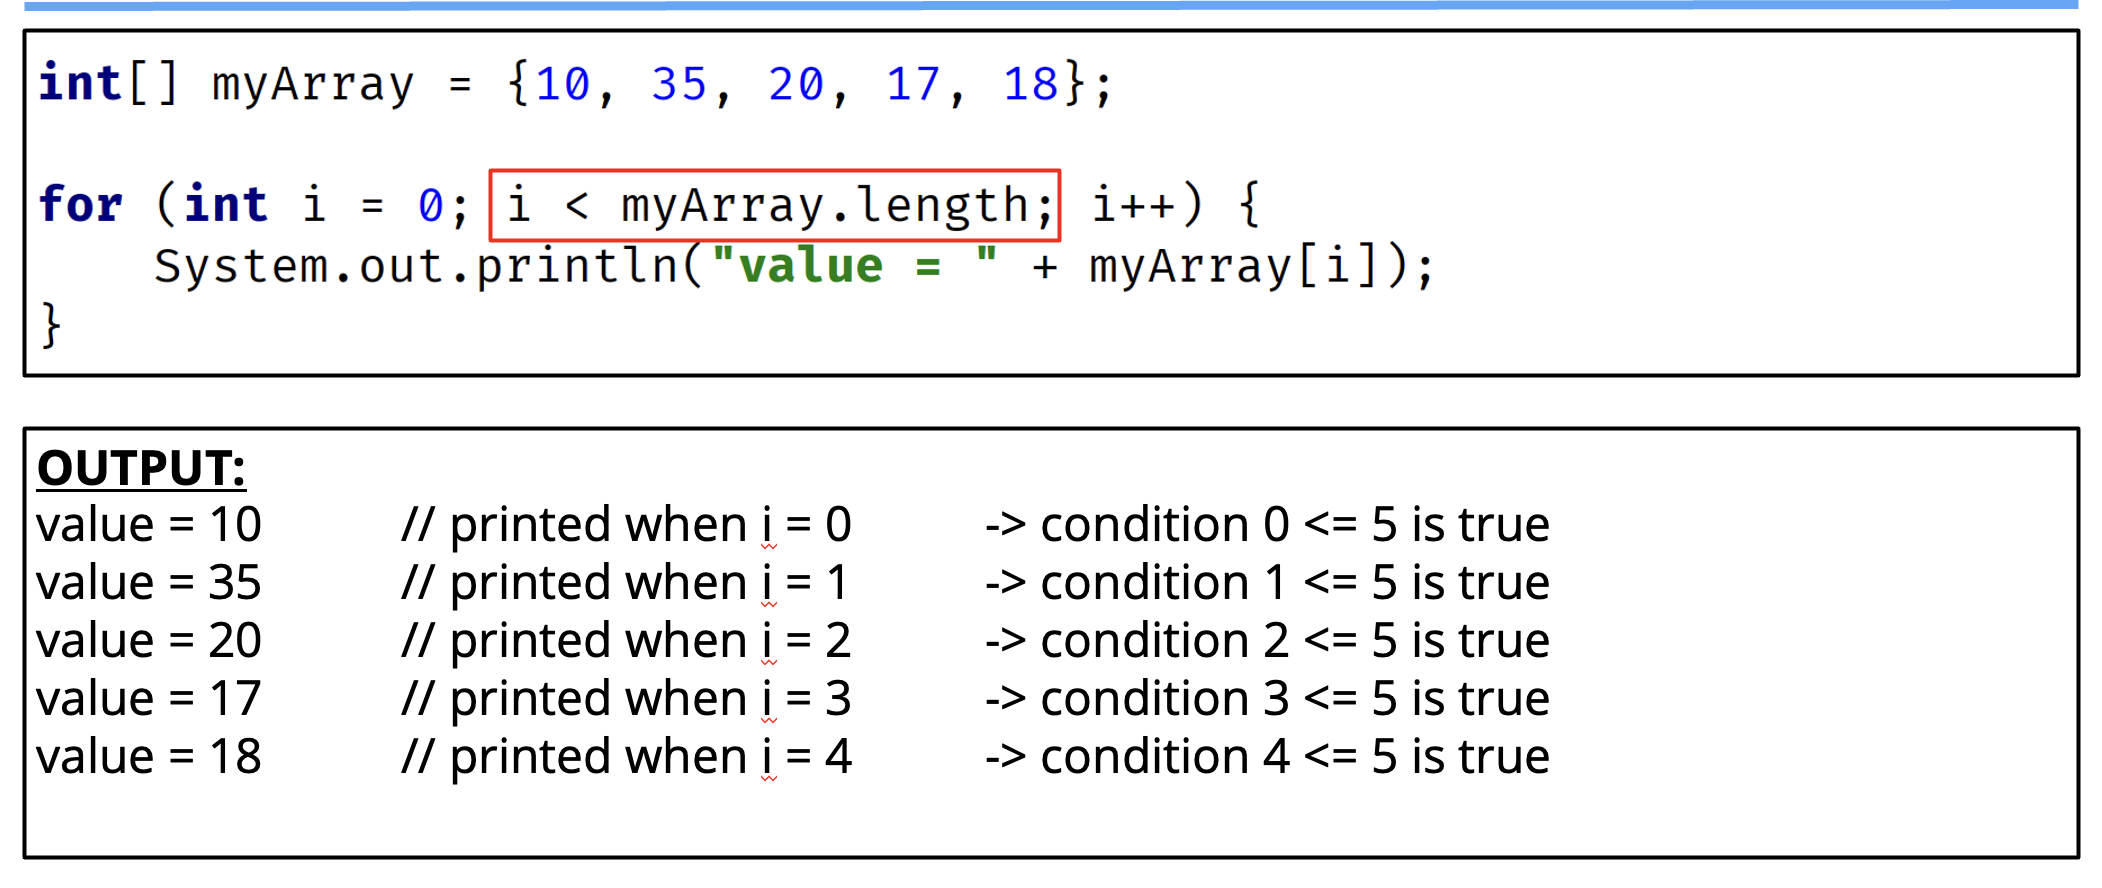 int[] myArray = {10, 35, 20, 17, 18};
for (int i = 0; i < myArray.length; i++) {
    System.out.println("value = " + myArray[i]);
}
OUTPUT:
value = 10 // printed when i = 0 -> condition 0 <= 5 is true
value = 35 // printed when i = 1 -> condition 1 <= 5 is true
value = 20 // printed when i = 2 -> condition 2 <= 5 is true
value = 17 // printed when i = 3 -> condition 3 <= 5 is true
value = 18 // printed when i = 4 -> condition 4 <= 5 is true